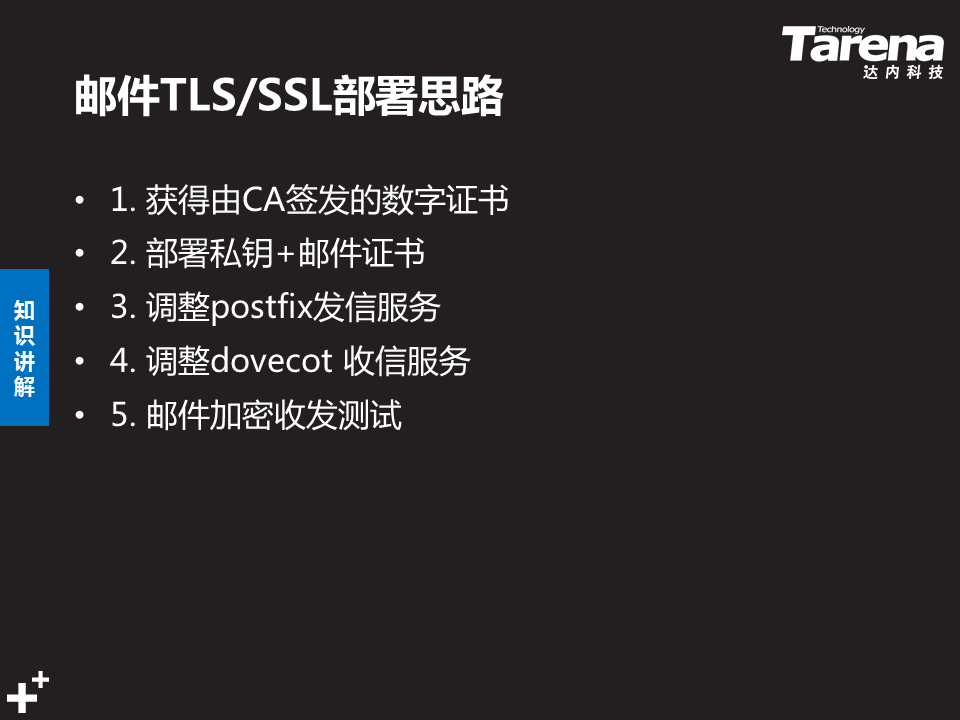 Technology
Tarena
达内科技
邮件TLS/SSL部署思路
• 1. 获得由CA签发的数字证书
• 2. 部署私钥+邮件证书
• 3. 调整postfix发信服务
• 4. 调整dovecot 收信服务
• 5. 邮件加密收发测试
知
识
讲
解